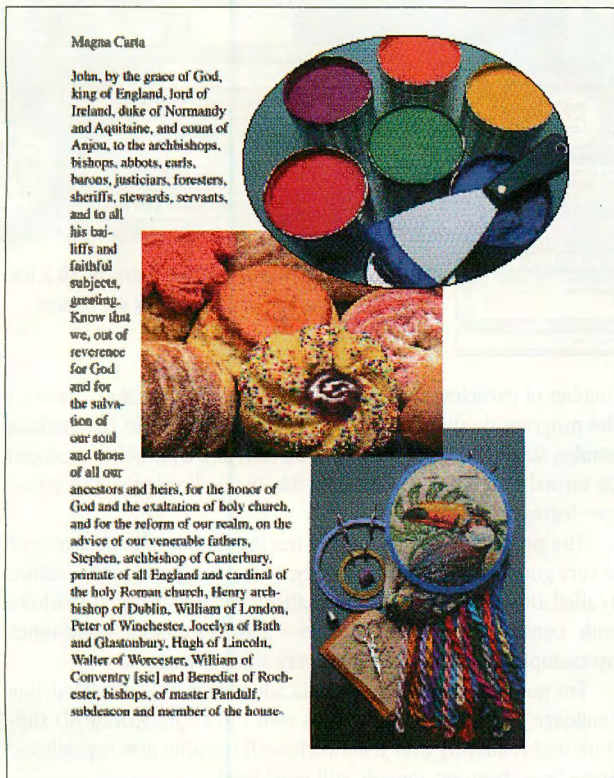 Magna Carta
John, by the grace of God,
king of England, lord of
Ireland, duke of Normandy
and Aquitaine, and count of
Anjou, to the archbishops,
bishops, abbots, earls,
barons, justiciars, foresters,
sheriffs, stewards, servants,
and to all
his bai-
liffs and
faithful
subjects,
greeting.
Know that
we, out of
reverence
for God
and for
the salva-
tion of
our soul
and those
of all our
ancestors and heirs, for the honor of
God and the exaltation of holy church,
and for the reform of our realm, on the
advice of our venerable fathers,
Stephen, archbishop of Canterbury,
primate of all England and cardinal of
the holy Roman church, Henry arch-
bishop of Dublin, William of London,
Peter of Winchester, Jocelyn of Bath
and Glastonbury, Hugh of Lincoln,
Walter of Worcester, William of
Conventry [sic] and Benedict of Roch-
ester, bishops, of master Pandulf,
subdeacon and member of the house-